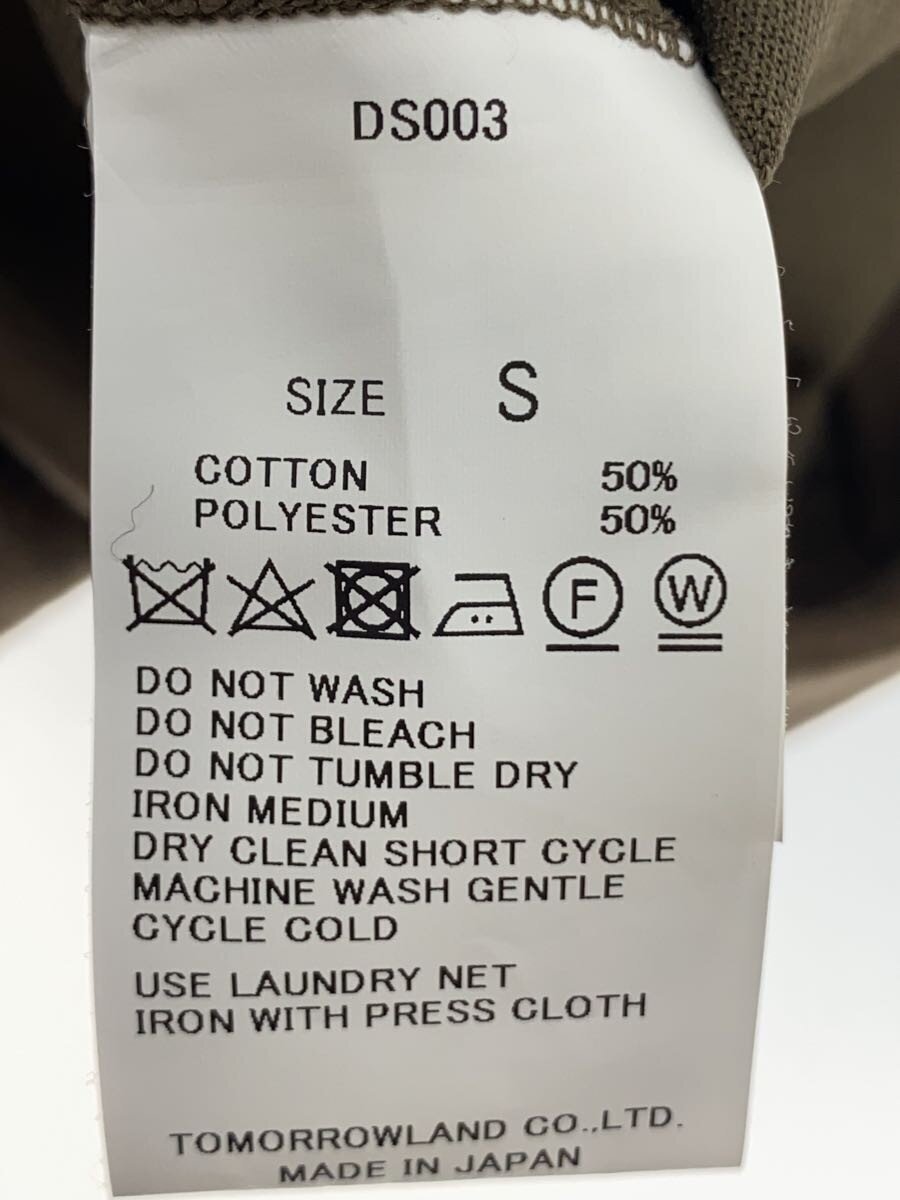 DS003
SIZE S
COTTON 50%
POLYESTER 50%
F W
DO NOT WASH
DO NOT BLEACH
DO NOT TUMBLE DRY
IRON MEDIUM
DRY CLEAN SHORT CYCLE
MACHINE WASH GENTLE
CYCLE COLD
USE LAUNDRY NET
IRON WITH PRESS CLOTH
TOMORROWLAND CO.,LTD.
MADE IN JAPAN